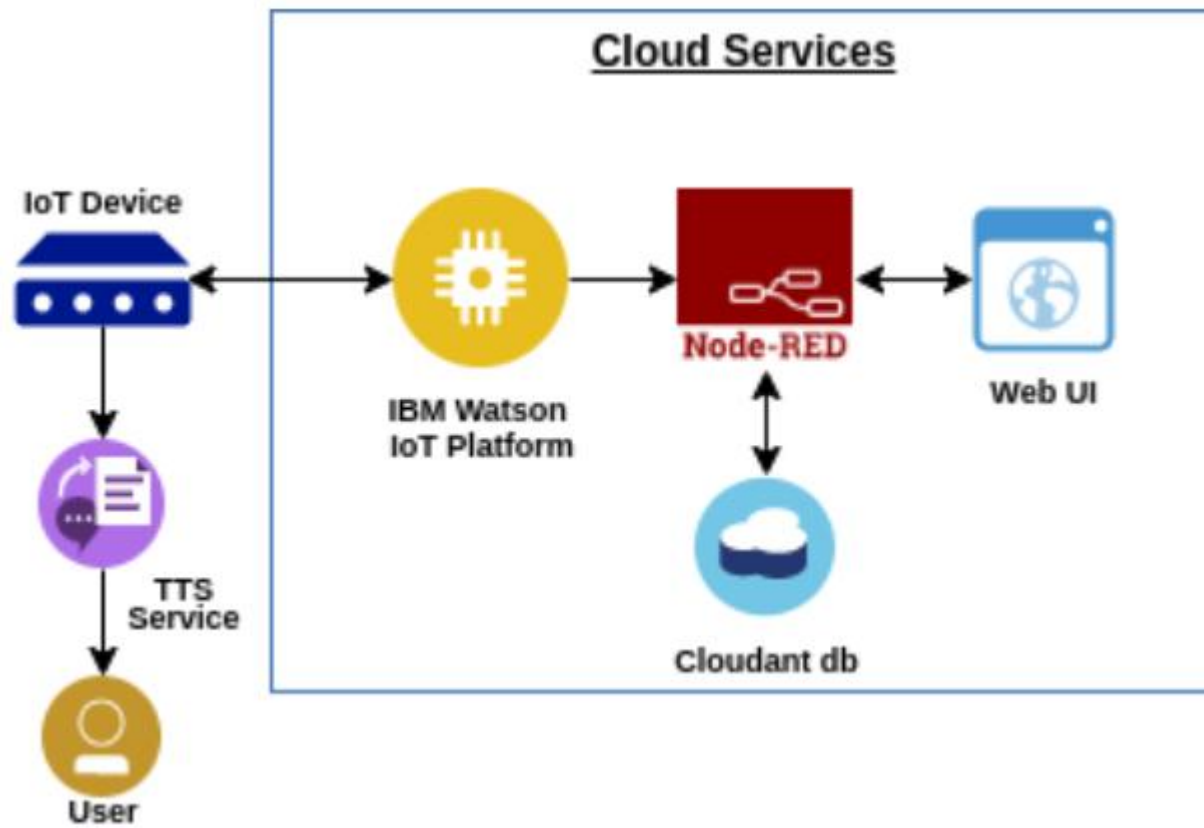 Cloud Services
IoT Device
Node-RED
IBM Watson
IoT Platform
Web UI
TTS
Service
Cloudant db
User